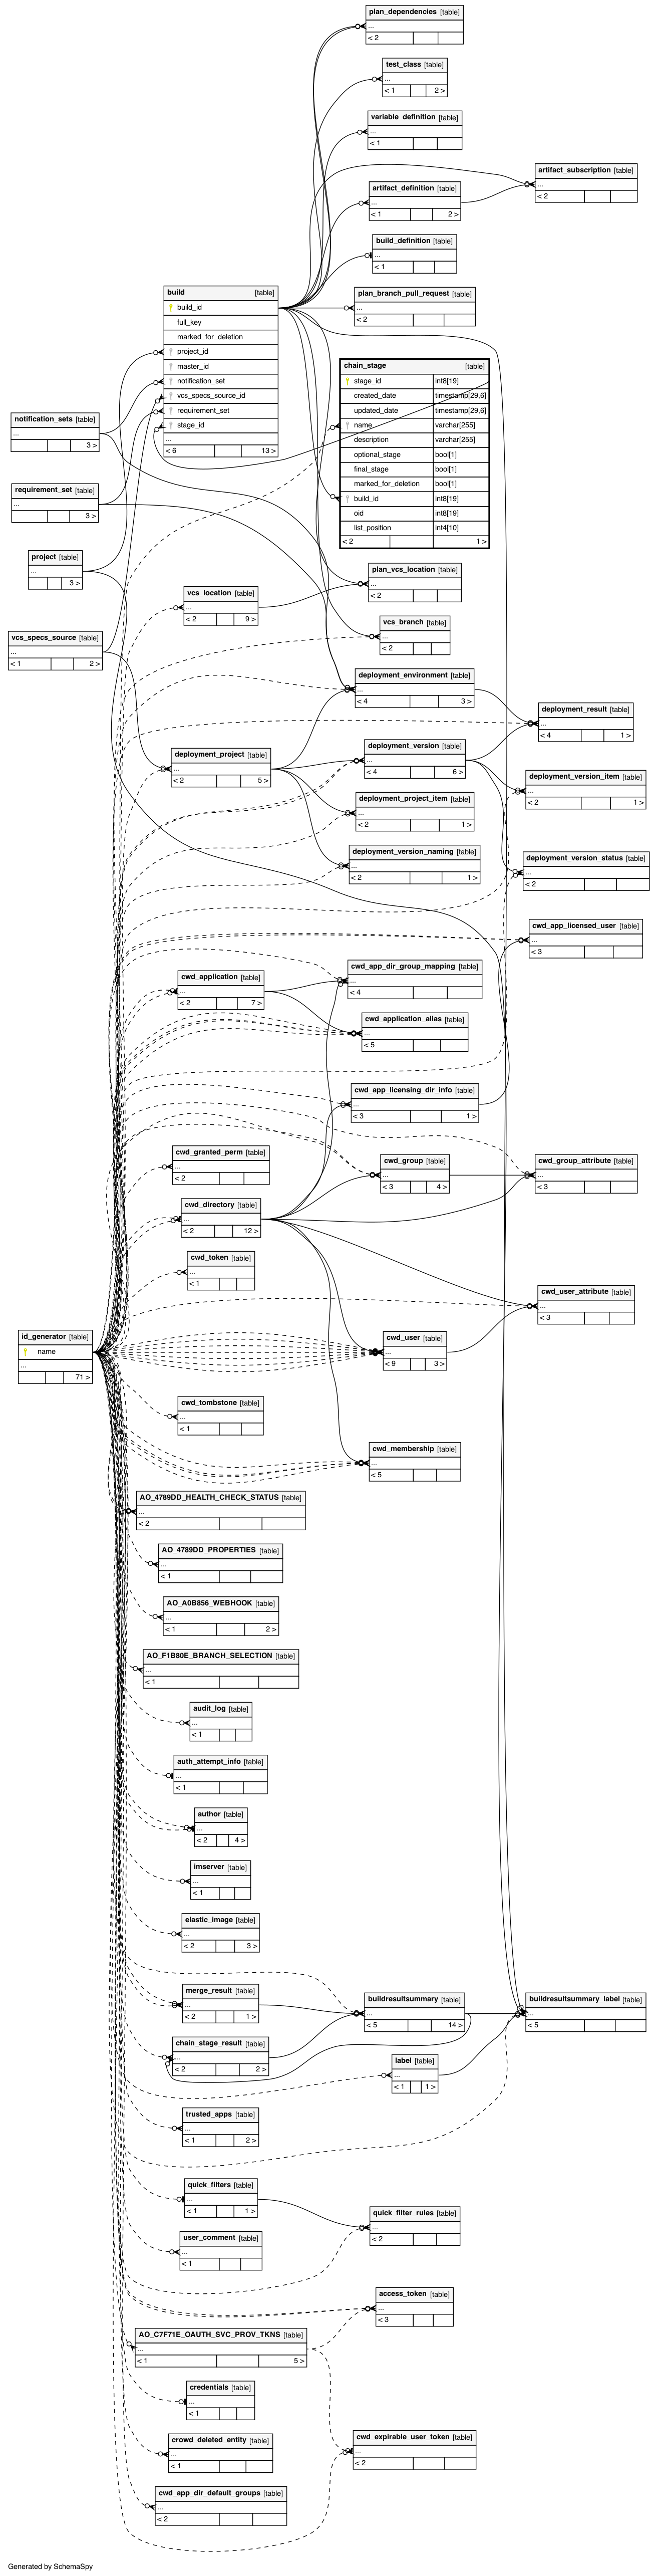 plan_dependencies [table]
...
< 2
test_class [table]
...
< 1 2 >
variable_definition [table]
...
< 1
artifact_subscription [table]
...
< 2
artifact_definition [table]
...
< 1 2 >
build_definition [table]
...
< 1
plan_branch_pull_request [table]
...
< 2
build [table]
build_id
full_key
marked_for_deletion
project_id
master_id
notification_set
vcs_specs_source_id
requirement_set
stage_id
...
< 6 13 >
chain_stage [table]
stage_id int8[19]
created_date timestamp[29,6]
updated_date timestamp[29,6]
name varchar[255]
description varchar[255]
optional_stage bool[1]
final_stage bool[1]
marked_for_deletion bool[1]
build_id int8[19]
oid int8[19]
list_position int4[10]
< 2 1 >
notification_sets [table]
...
3 >
requirement_set [table]
...
3 >
project [table]
...
3 >
vcs_specs_source [table]
...
< 1 2 >
vcs_location [table]
...
< 2 9 >
plan_vcs_location [table]
...
< 2
vcs_branch [table]
...
< 2
deployment_environment [table]
...
< 4 3 >
deployment_result [table]
...
< 4 1 >
deployment_project [table]
...
< 2 5 >
deployment_version [table]
...
< 4 6 >
deployment_version_item [table]
...
< 2 1 >
deployment_project_item [table]
...
< 2 1 >
deployment_version_naming [table]
...
< 2 1 >
deployment_version_status [table]
...
< 2
cwd_app_licensed_user [table]
...
< 3
cwd_application [table]
...
< 2 7 >
cwd_app_dir_group_mapping [table]
...
< 4
cwd_application_alias [table]
...
< 5
cwd_app_licensing_dir_info [table]
...
< 3 1 >
cwd_granted_perm [table]
...
< 2
cwd_group [table]
...
< 3 4 >
cwd_group_attribute [table]
...
< 3
cwd_directory [table]
...
< 2 12 >
cwd_token [table]
...
< 1
cwd_user_attribute [table]
...
< 3
id_generator [table]
name
...
71 >
cwd_user [table]
...
< 9 3 >
cwd_tombstone [table]
...
< 1
cwd_membership [table]
...
< 5
AO_4789DD_HEALTH_CHECK_STATUS [table]
...
< 2
AO_4789DD_PROPERTIES [table]
...
< 1
AO_A0B856_WEBHOOK [table]
...
< 1 2 >
AO_F1B80E_BRANCH_SELECTION [table]
...
< 1
audit_log [table]
...
< 1
auth_attempt_info [table]
...
< 1
author [table]
...
< 2 4 >
imserver [table]
...
< 1
elastic_image [table]
...
< 2 3 >
merge_result [table]
...
< 2 1 >
buildresultsummary [table]
...
< 5 14 >
buildresultsummary_label [table]
...
< 5
chain_stage_result [table]
...
< 2 2 >
label [table]
...
< 1 1 >
trusted_apps [table]
...
< 1 2 >
quick_filters [table]
...
< 1 1 >
quick_filter_rules [table]
...
< 2
user_comment [table]
...
< 1
access_token [table]
...
< 3
AO_C7F71E_OAUTH_SVC_PROV_TKNS [table]
...
< 1 5 >
credentials [table]
...
< 1
crowd_deleted_entity [table]
...
< 1
cwd_expirable_user_token [table]
...
< 2
cwd_app_dir_default_groups [table]
...
< 2
Generated by SchemaSpy